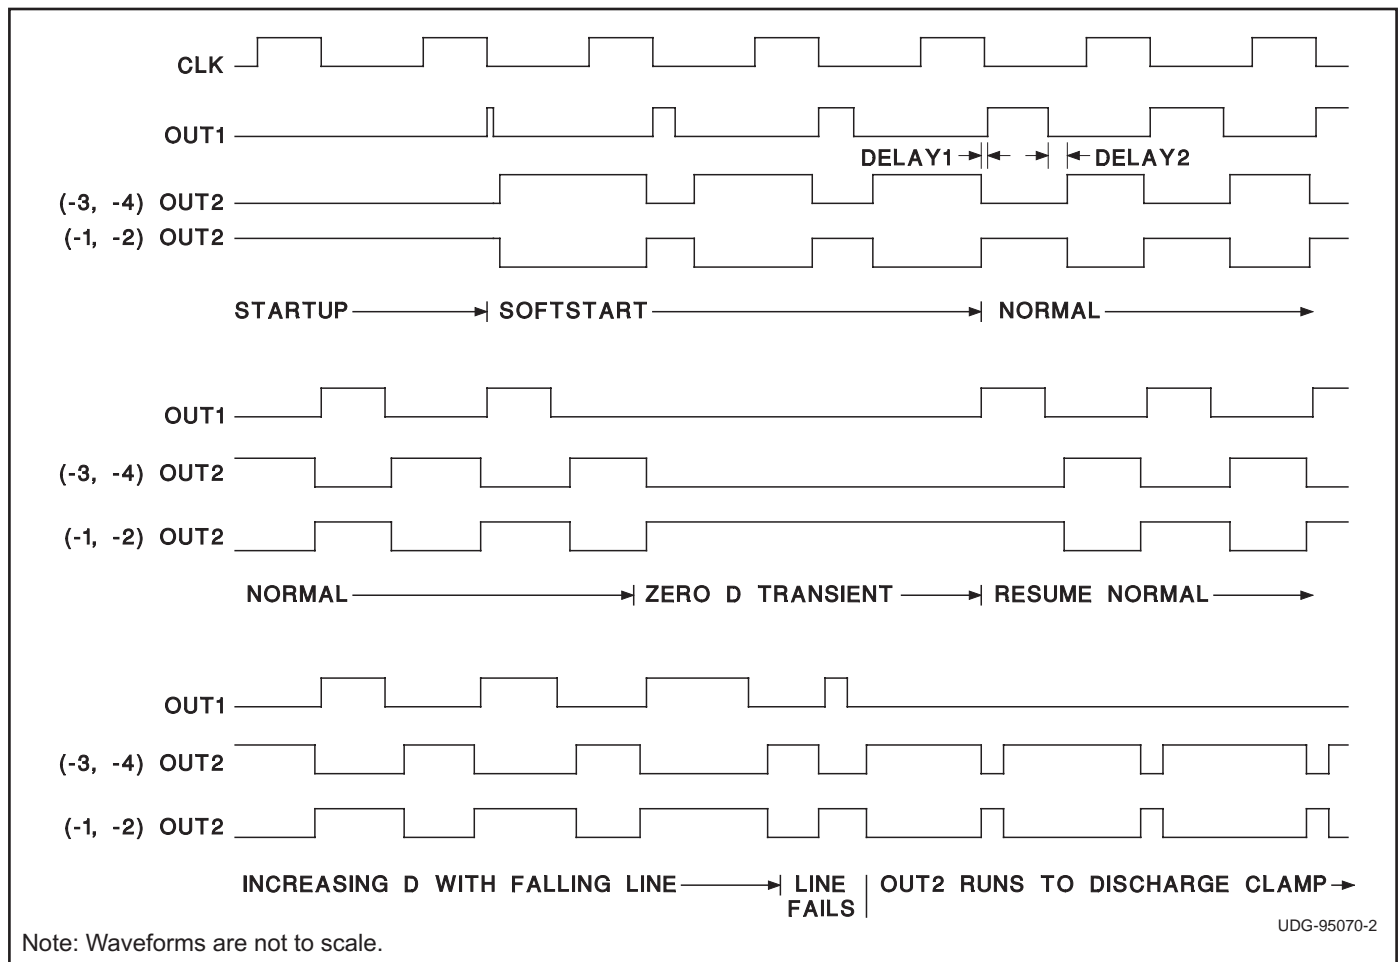 CLK
OUT1
DELAY1 DELAY2
(-3, -4) OUT2
(-1, -2) OUT2
STARTUP SOFTSTART NORMAL
OUT1
(-3, -4) OUT2
(-1, -2) OUT2
NORMAL ZERO D TRANSIENT RESUME NORMAL
OUT1
(-3, -4) OUT2
(-1, -2) OUT2
INCREASING D WITH FALLING LINE LINE FAILS OUT2 RUNS TO DISCHARGE CLAMP
UDG-95070-2
Note: Waveforms are not to scale.